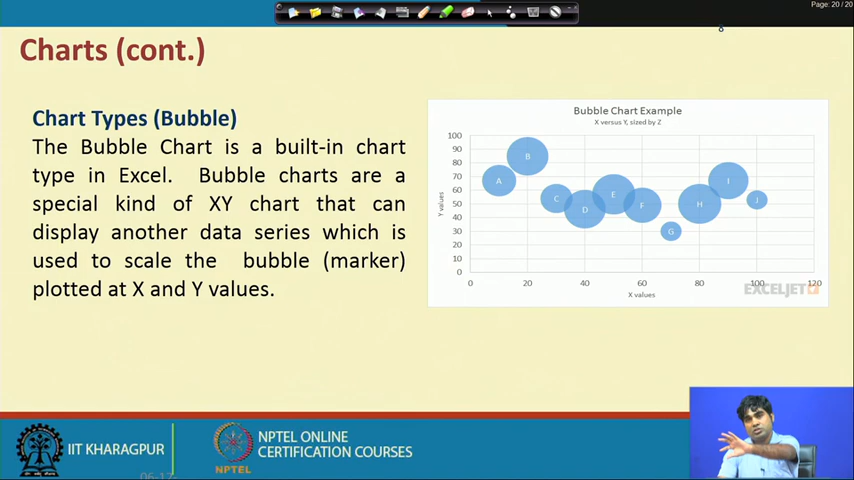 Page: 20 / 20
Charts (cont.)
Chart Types (Bubble)
The Bubble Chart is a built-in chart
type in Excel. Bubble charts are a
special kind of XY chart that can
display another data series which is
used to scale the bubble (marker)
plotted at X and Y values.
Bubble Chart Example
X versus Y, sized by Z
100
90
80
70
60
50
40
30
20
10
0
Y values
A
B
C
D
E
F
G
H
I
J
0 20 40 60 80 100 120
X values
EXCELJET
IIT KHARAGPUR
NPTEL
NPTEL ONLINE
CERTIFICATION COURSES
06-17-